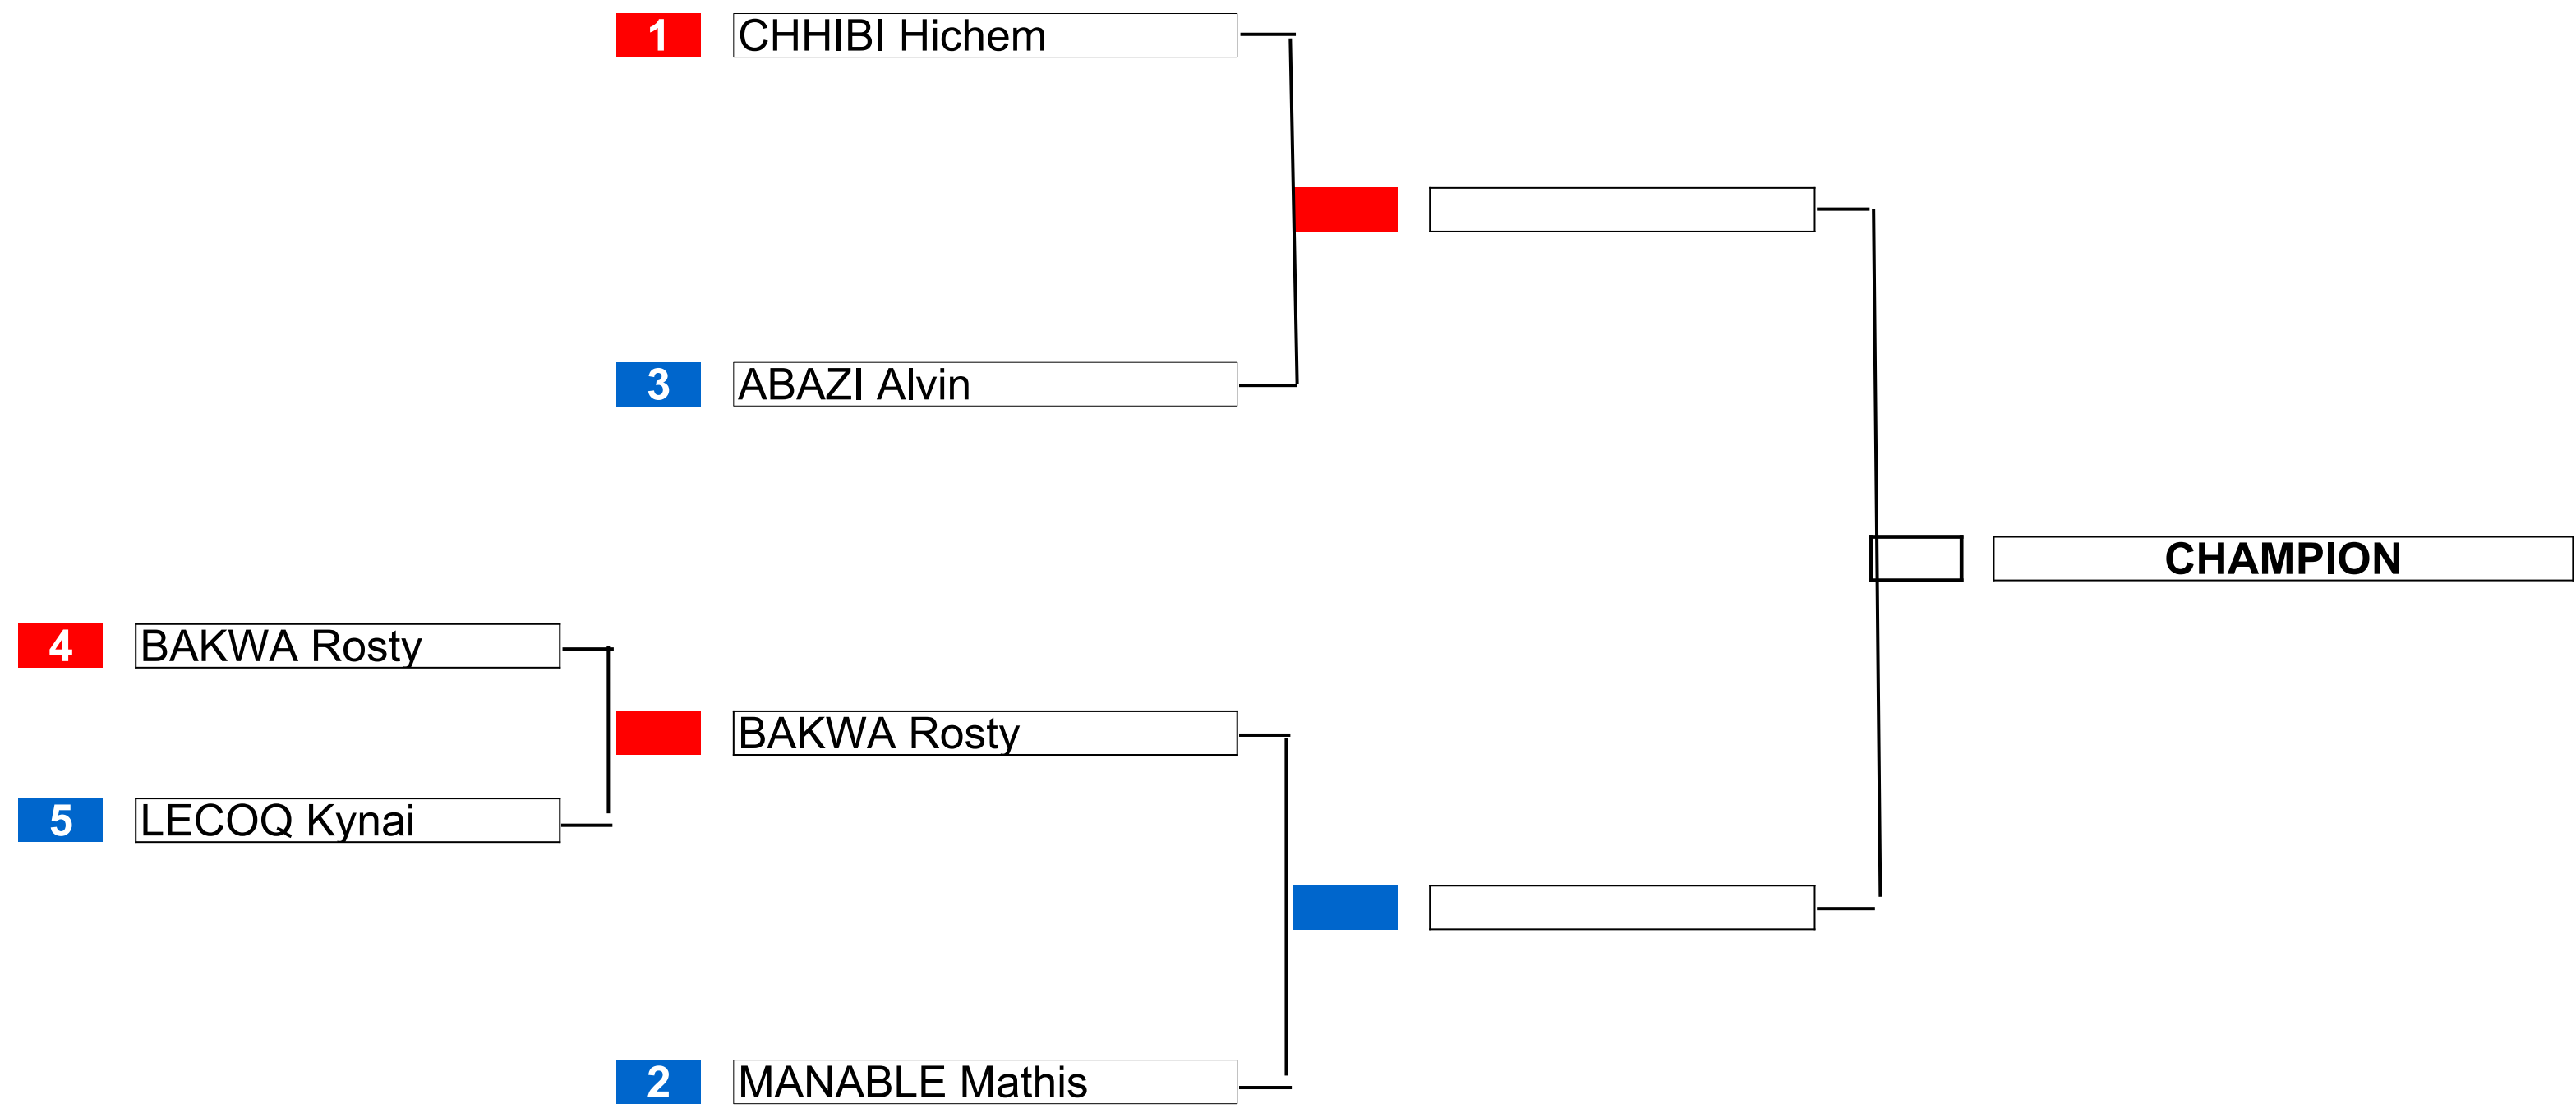 1 CHHIBI Hichem
3 ABAZI Alvin
CHAMPION
4 BAKWA Rosty
BAKWA Rosty
5 LECOQ Kynai
2 MANABLE Mathis